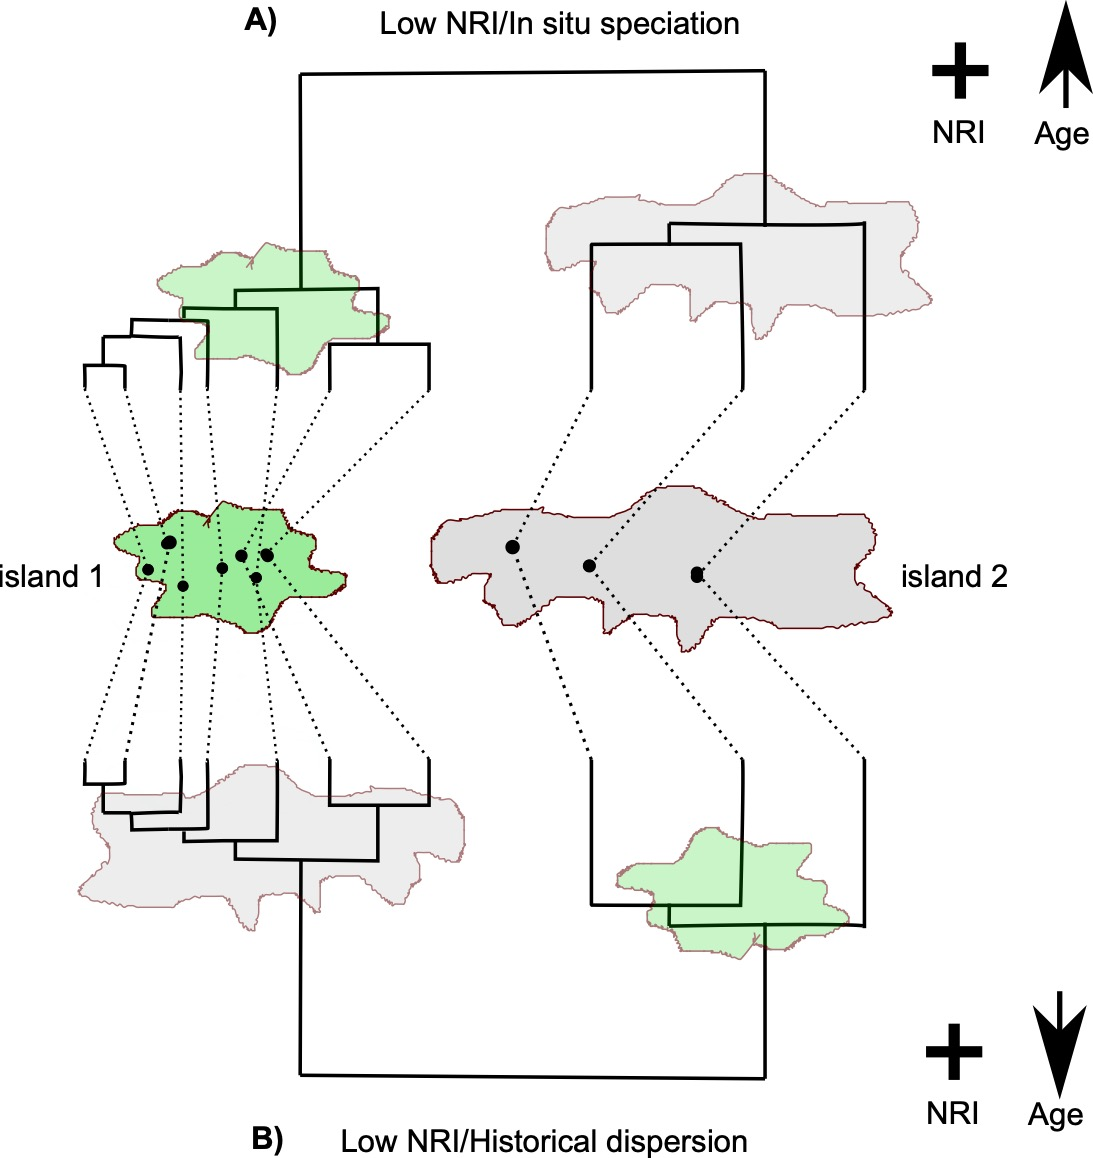 A) Low NRI/In situ speciation
+
NRI Age
island 1 island 2
+
NRI Age
B) Low NRI/Historical dispersion